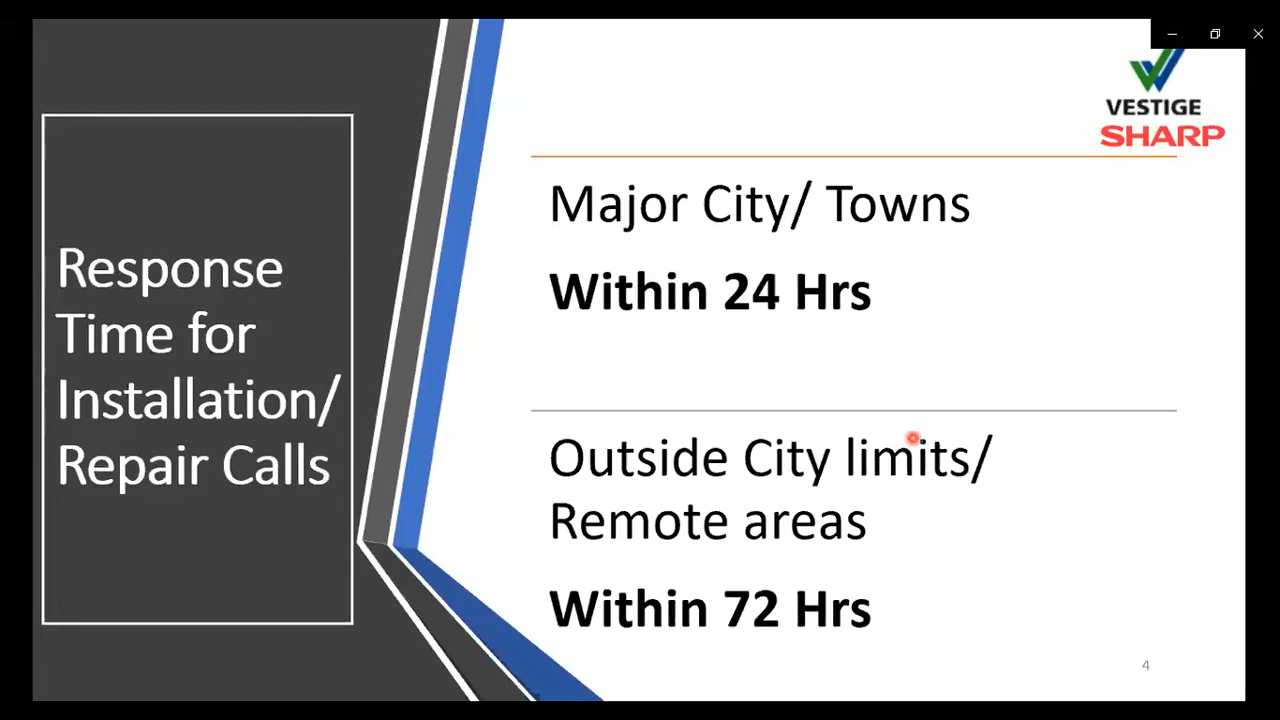 Response
Time for
Installation/
Repair Calls
VESTIGE
SHARP
Major City/ Towns
Within 24 Hrs
Outside City limits/
Remote areas
Within 72 Hrs
4